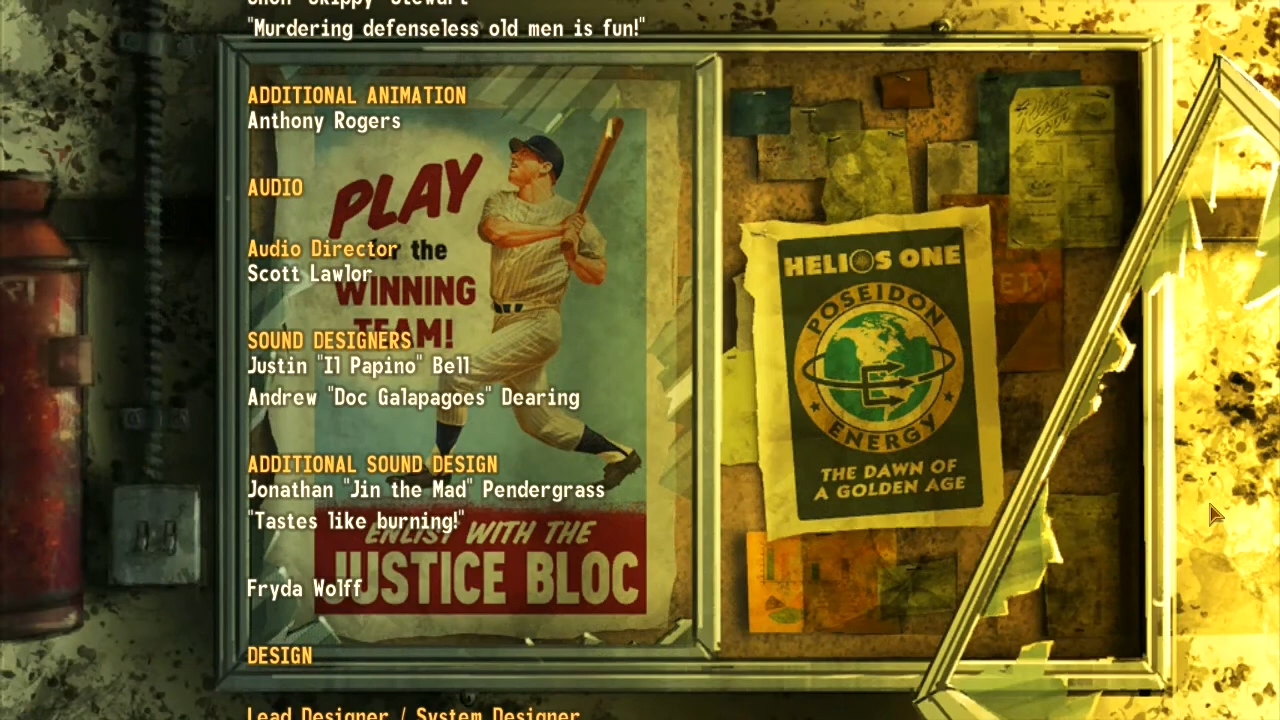 Shon "Skippy" Stewart
"Murdering defenseless old men is fun!"
ADDITIONAL ANIMATION
Anthony Rogers
AUDIO
Audio Director
Scott Lawlor
SOUND DESIGNERS
Justin "Il Papino" Bell
Andrew "Doc Galapagoes" Dearing
ADDITIONAL SOUND DESIGN
Jonathan "Jin the Mad" Pendergrass
"Tastes like burning!"
Fryda Wolff
DESIGN
Lead Designer / System Designer
PLAY
the
WINNING
TEAM!
ENLIST WITH THE
JUSTICE BLOC
HELIOS ONE
POSEIDON
ENERGY
THE DAWN OF
A GOLDEN AGE